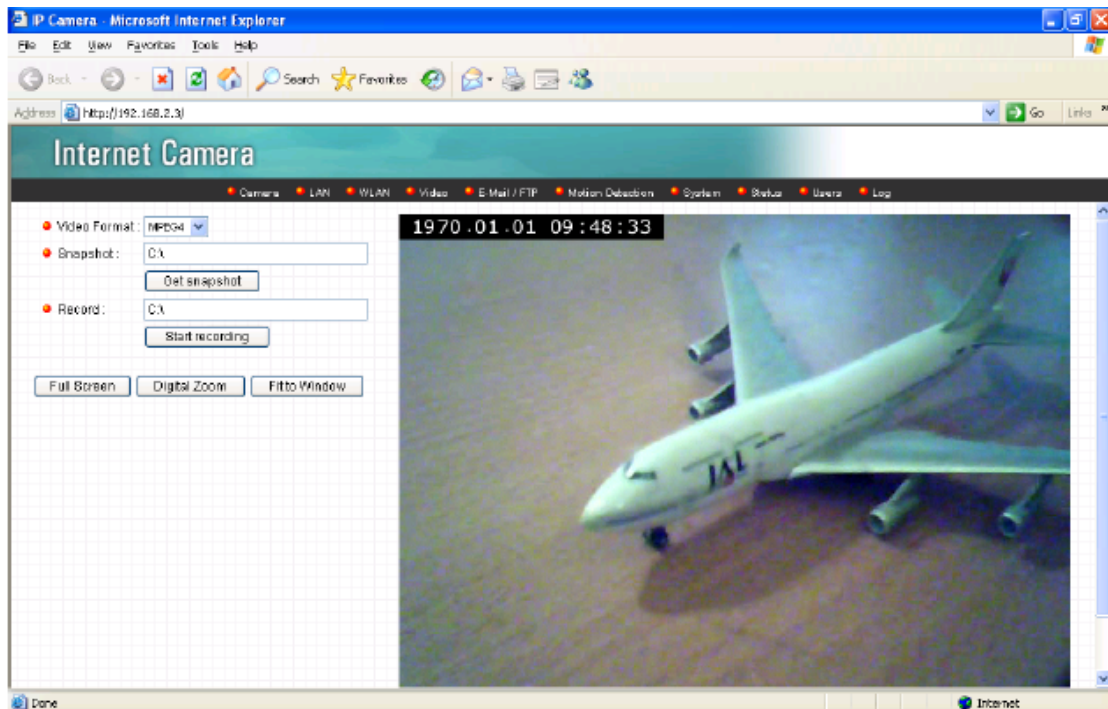 IP Camera - Microsoft Internet Explorer
File Edit View Favorites Tools Help
Back Search Favorites
Address http://192.168.2.3/ Go Links »
Internet Camera
Camera LAN WLAN Video E-Mail / FTP Motion Detection System Status Users Log
Video Format: MPEG4
Snapshot: C:\
Get snapshot
Record: C:\
Start recording
Full Screen Digital Zoom Fit to Window
1970.01.01 09:48:33
JAL
Done Internet